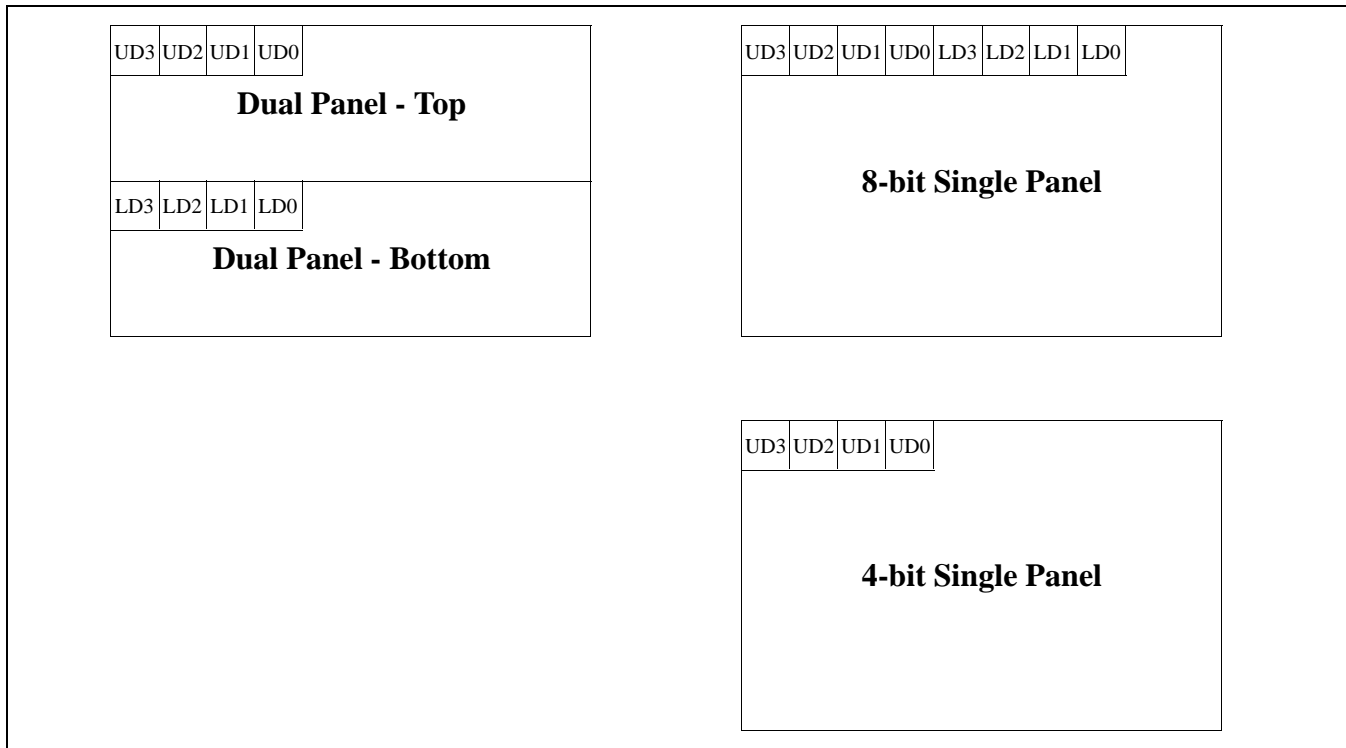 UD3 UD2 UD1 UD0
Dual Panel - Top
LD3 LD2 LD1 LD0
Dual Panel - Bottom
UD3 UD2 UD1 UD0 LD3 LD2 LD1 LD0
8-bit Single Panel
UD3 UD2 UD1 UD0
4-bit Single Panel